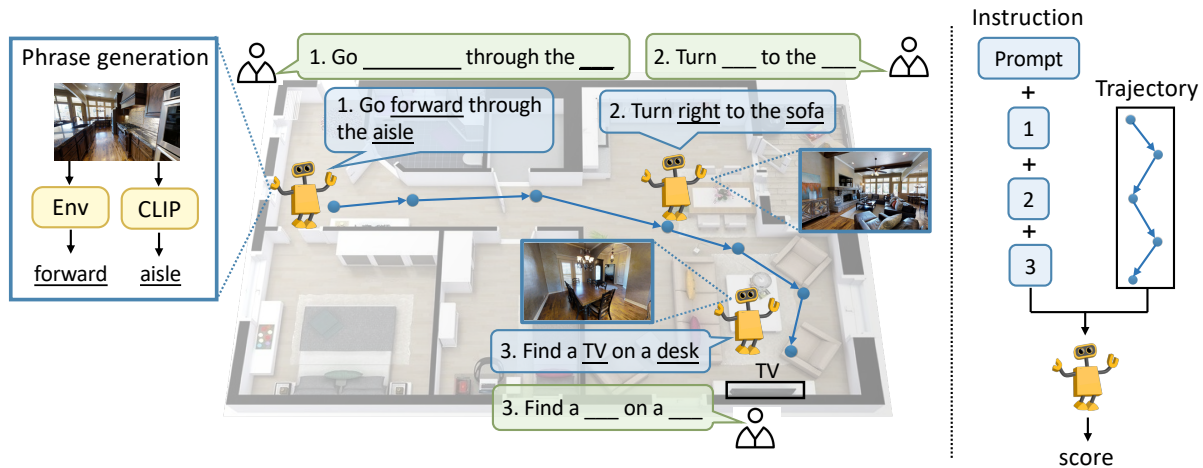 Phrase generation
Env
CLIP
forward
aisle
1. Go __________ through the ___
2. Turn ___ to the ___
1. Go forward through
the aisle
2. Turn right to the sofa
3. Find a TV on a desk
TV
3. Find a ___ on a ___
Instruction
Prompt
+
1
+
2
+
3
Trajectory
score